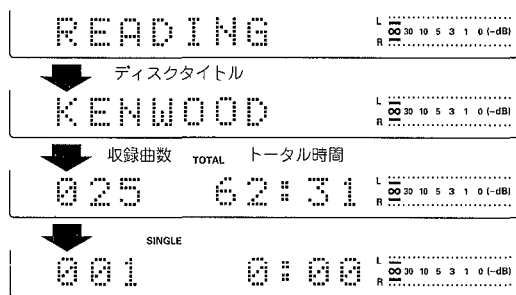 READING L R ∞ 30 10 5 3 1 0 (−dB)
ディスクタイトル
KENWOOD L R ∞ 30 10 5 3 1 0 (−dB)
収録曲数 TOTAL トータル時間
025 62:31 L R ∞ 30 10 5 3 1 0 (−dB)
SINGLE
001 0:00 L R ∞ 30 10 5 3 1 0 (−dB)